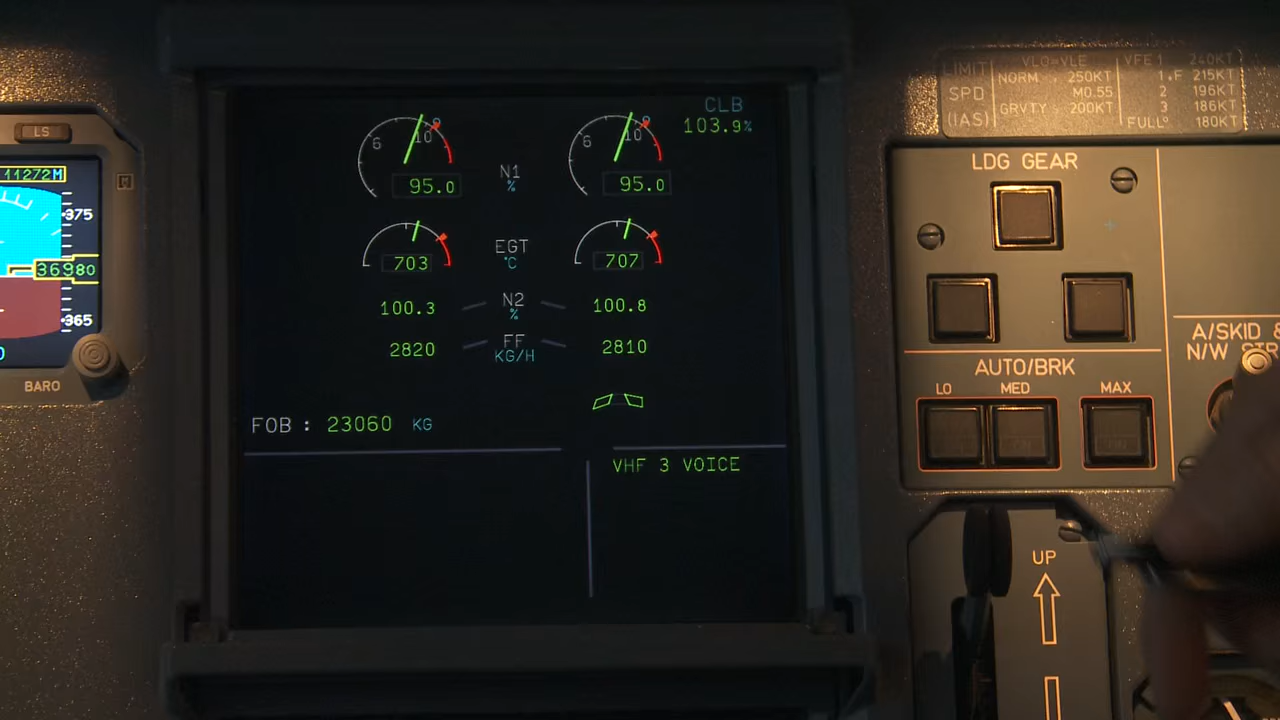 LS
11272M
375
36980
365
0
BARO
CLB
103.9%
6
10
6
10
95.0
N1
%
95.0
703
EGT
°C
707
100.3
N2
%
100.8
2820
FF
KG/H
2810
FOB : 23060 KG
VHF 3 VOICE
LIMIT
SPD
(IAS)
VLO=VLE
NORM : 250KT
M0.55
GRVTY : 200KT
VFE 1 240KT
1+F 215KT
2 196KT
3 186KT
FULL 180KT
LDG GEAR
A/SKID &
N/W STR
AUTO/BRK
LO
MED
MAX
UP